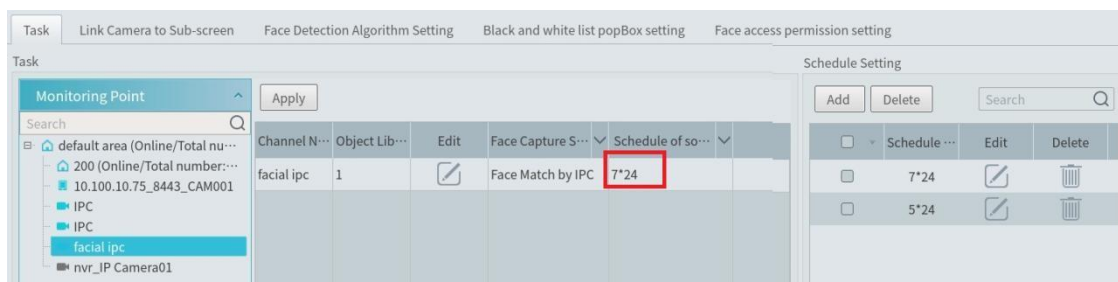 Task Link Camera to Sub-screen Face Detection Algorithm Setting Black and white list popBox setting Face access permission setting
Task
Schedule Setting
Monitoring Point
Apply
Add Delete Search
Search
default area (Online/Total nu···
200 (Online/Total number:···
10.100.10.75_8443_CAM001
IPC
IPC
facial ipc
nvr_IP Camera01
Channel N··· Object Lib··· Edit Face Capture S··· Schedule of so···
facial ipc 1 Face Match by IPC 7*24
Schedule ··· Edit Delete
7*24
5*24